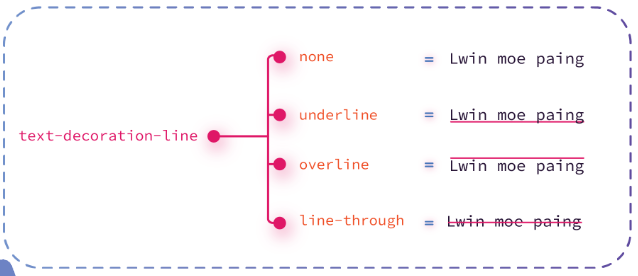 none = Lwin moe paing
underline = Lwin moe paing
text-decoration-line
overline = Lwin moe paing
line-through = Lwin moe paing